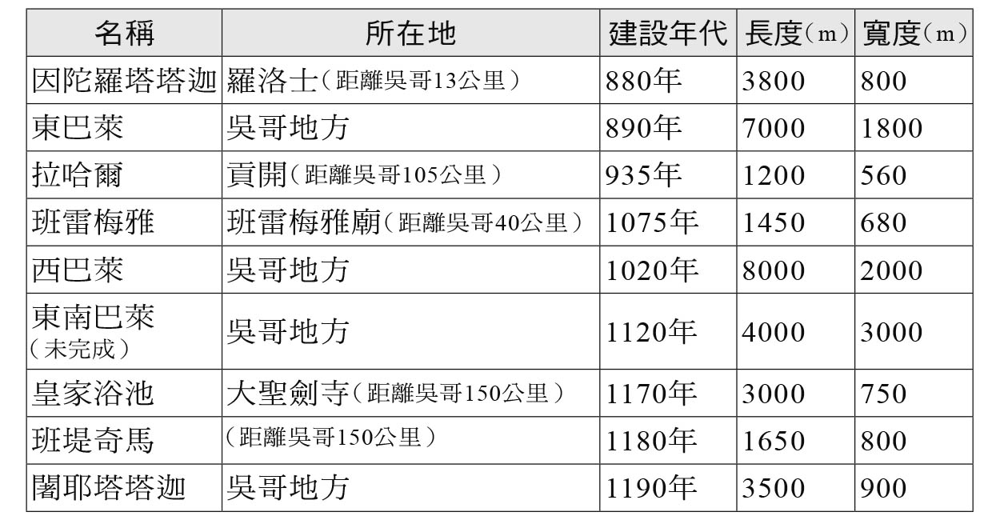 名稱 所在地 建設年代 長度（m） 寬度（m）
因陀羅塔塔迦 羅洛士（距離吳哥13公里） 880年 3800 800
東巴萊 吳哥地方 890年 7000 1800
拉哈爾 貢開（距離吳哥105公里） 935年 1200 560
班雷梅雅 班雷梅雅廟（距離吳哥40公里） 1075年 1450 680
西巴萊 吳哥地方 1020年 8000 2000
東南巴萊
（未完成） 吳哥地方 1120年 4000 3000
皇家浴池 大聖劍寺（距離吳哥150公里） 1170年 3000 750
班堤奇馬 （距離吳哥150公里） 1180年 1650 800
闍耶塔塔迦 吳哥地方 1190年 3500 900